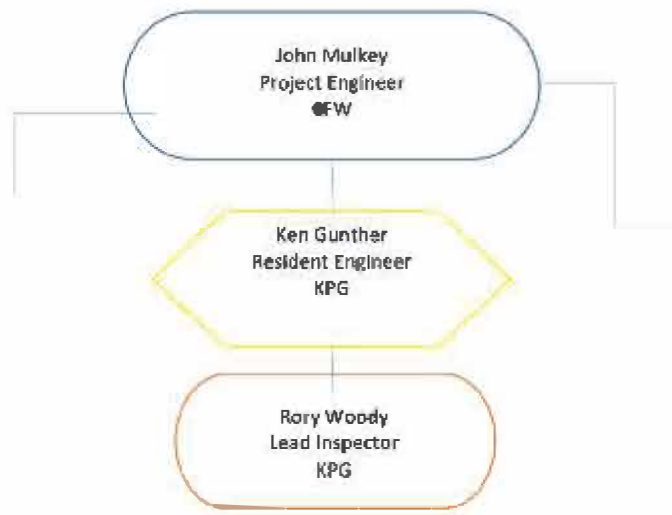 John Mulkey
Project Engineer
Ken Gunther
Resident Engineer
KPG
Rory Woody
Lead Inspector
KPG